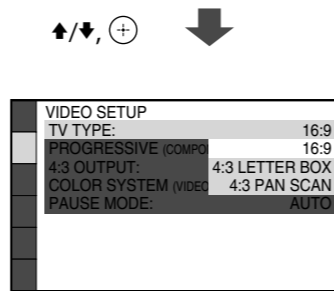 ↑/↓,
VIDEO SETUP
TV TYPE: 16:9
PROGRESSIVE (COMPO 16:9
4:3 OUTPUT: 4:3 LETTER BOX
COLOR SYSTEM (VIDEO 4:3 PAN SCAN
PAUSE MODE: AUTO